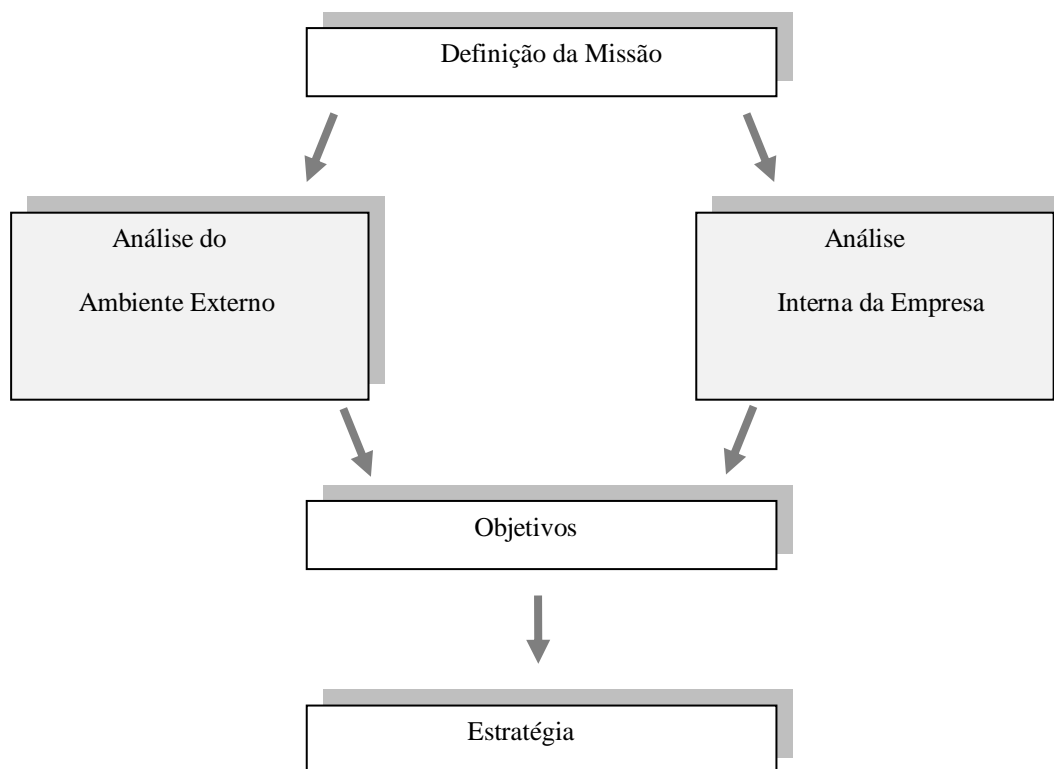 Definição da Missão
Análise do
Ambiente Externo
Análise
Interna da Empresa
Objetivos
Estratégia